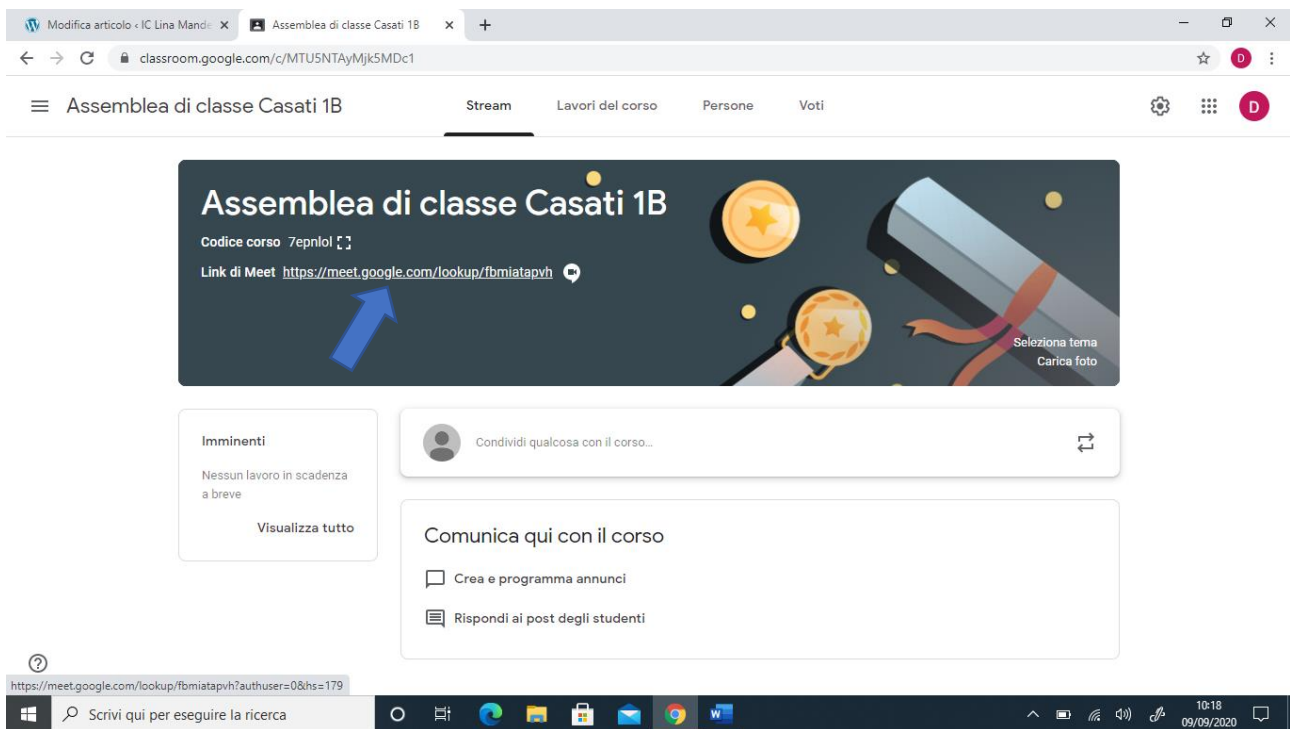 Modifica articolo ‹ IC Lina Mande
Assemblea di classe Casati 1B
classroom.google.com/c/MTU5NTAyMjk5MDc1
D
Assemblea di classe Casati 1B
Stream
Lavori del corso
Persone
Voti
D
Assemblea di classe Casati 1B
Codice corso 7epnlol
Link di Meet https://meet.google.com/lookup/fbmiatapvh
Seleziona tema
Carica foto
Imminenti
Nessun lavoro in scadenza
a breve
Visualizza tutto
Condividi qualcosa con il corso...
Comunica qui con il corso
Crea e programma annunci
Rispondi ai post degli studenti
https://meet.google.com/lookup/fbmiatapvh?authuser=0&hs=179
Scrivi qui per eseguire la ricerca
10:18
09/09/2020